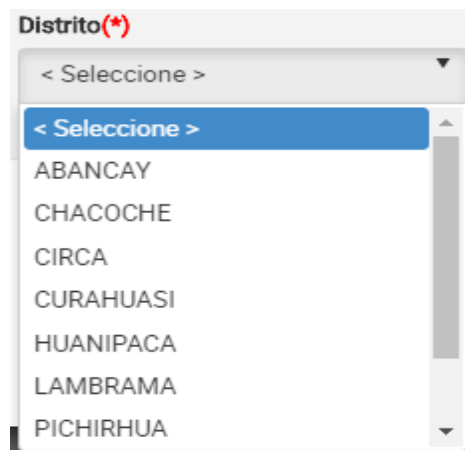 Distrito(*)
< Seleccione >
< Seleccione >
ABANCAY
CHACOCHE
CIRCA
CURAHUASI
HUANIPACA
LAMBRAMA
PICHIRHUA